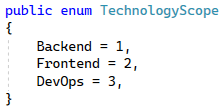 public enum TechnologyScope
{
    Backend = 1,
    Frontend = 2,
    DevOps = 3,
}